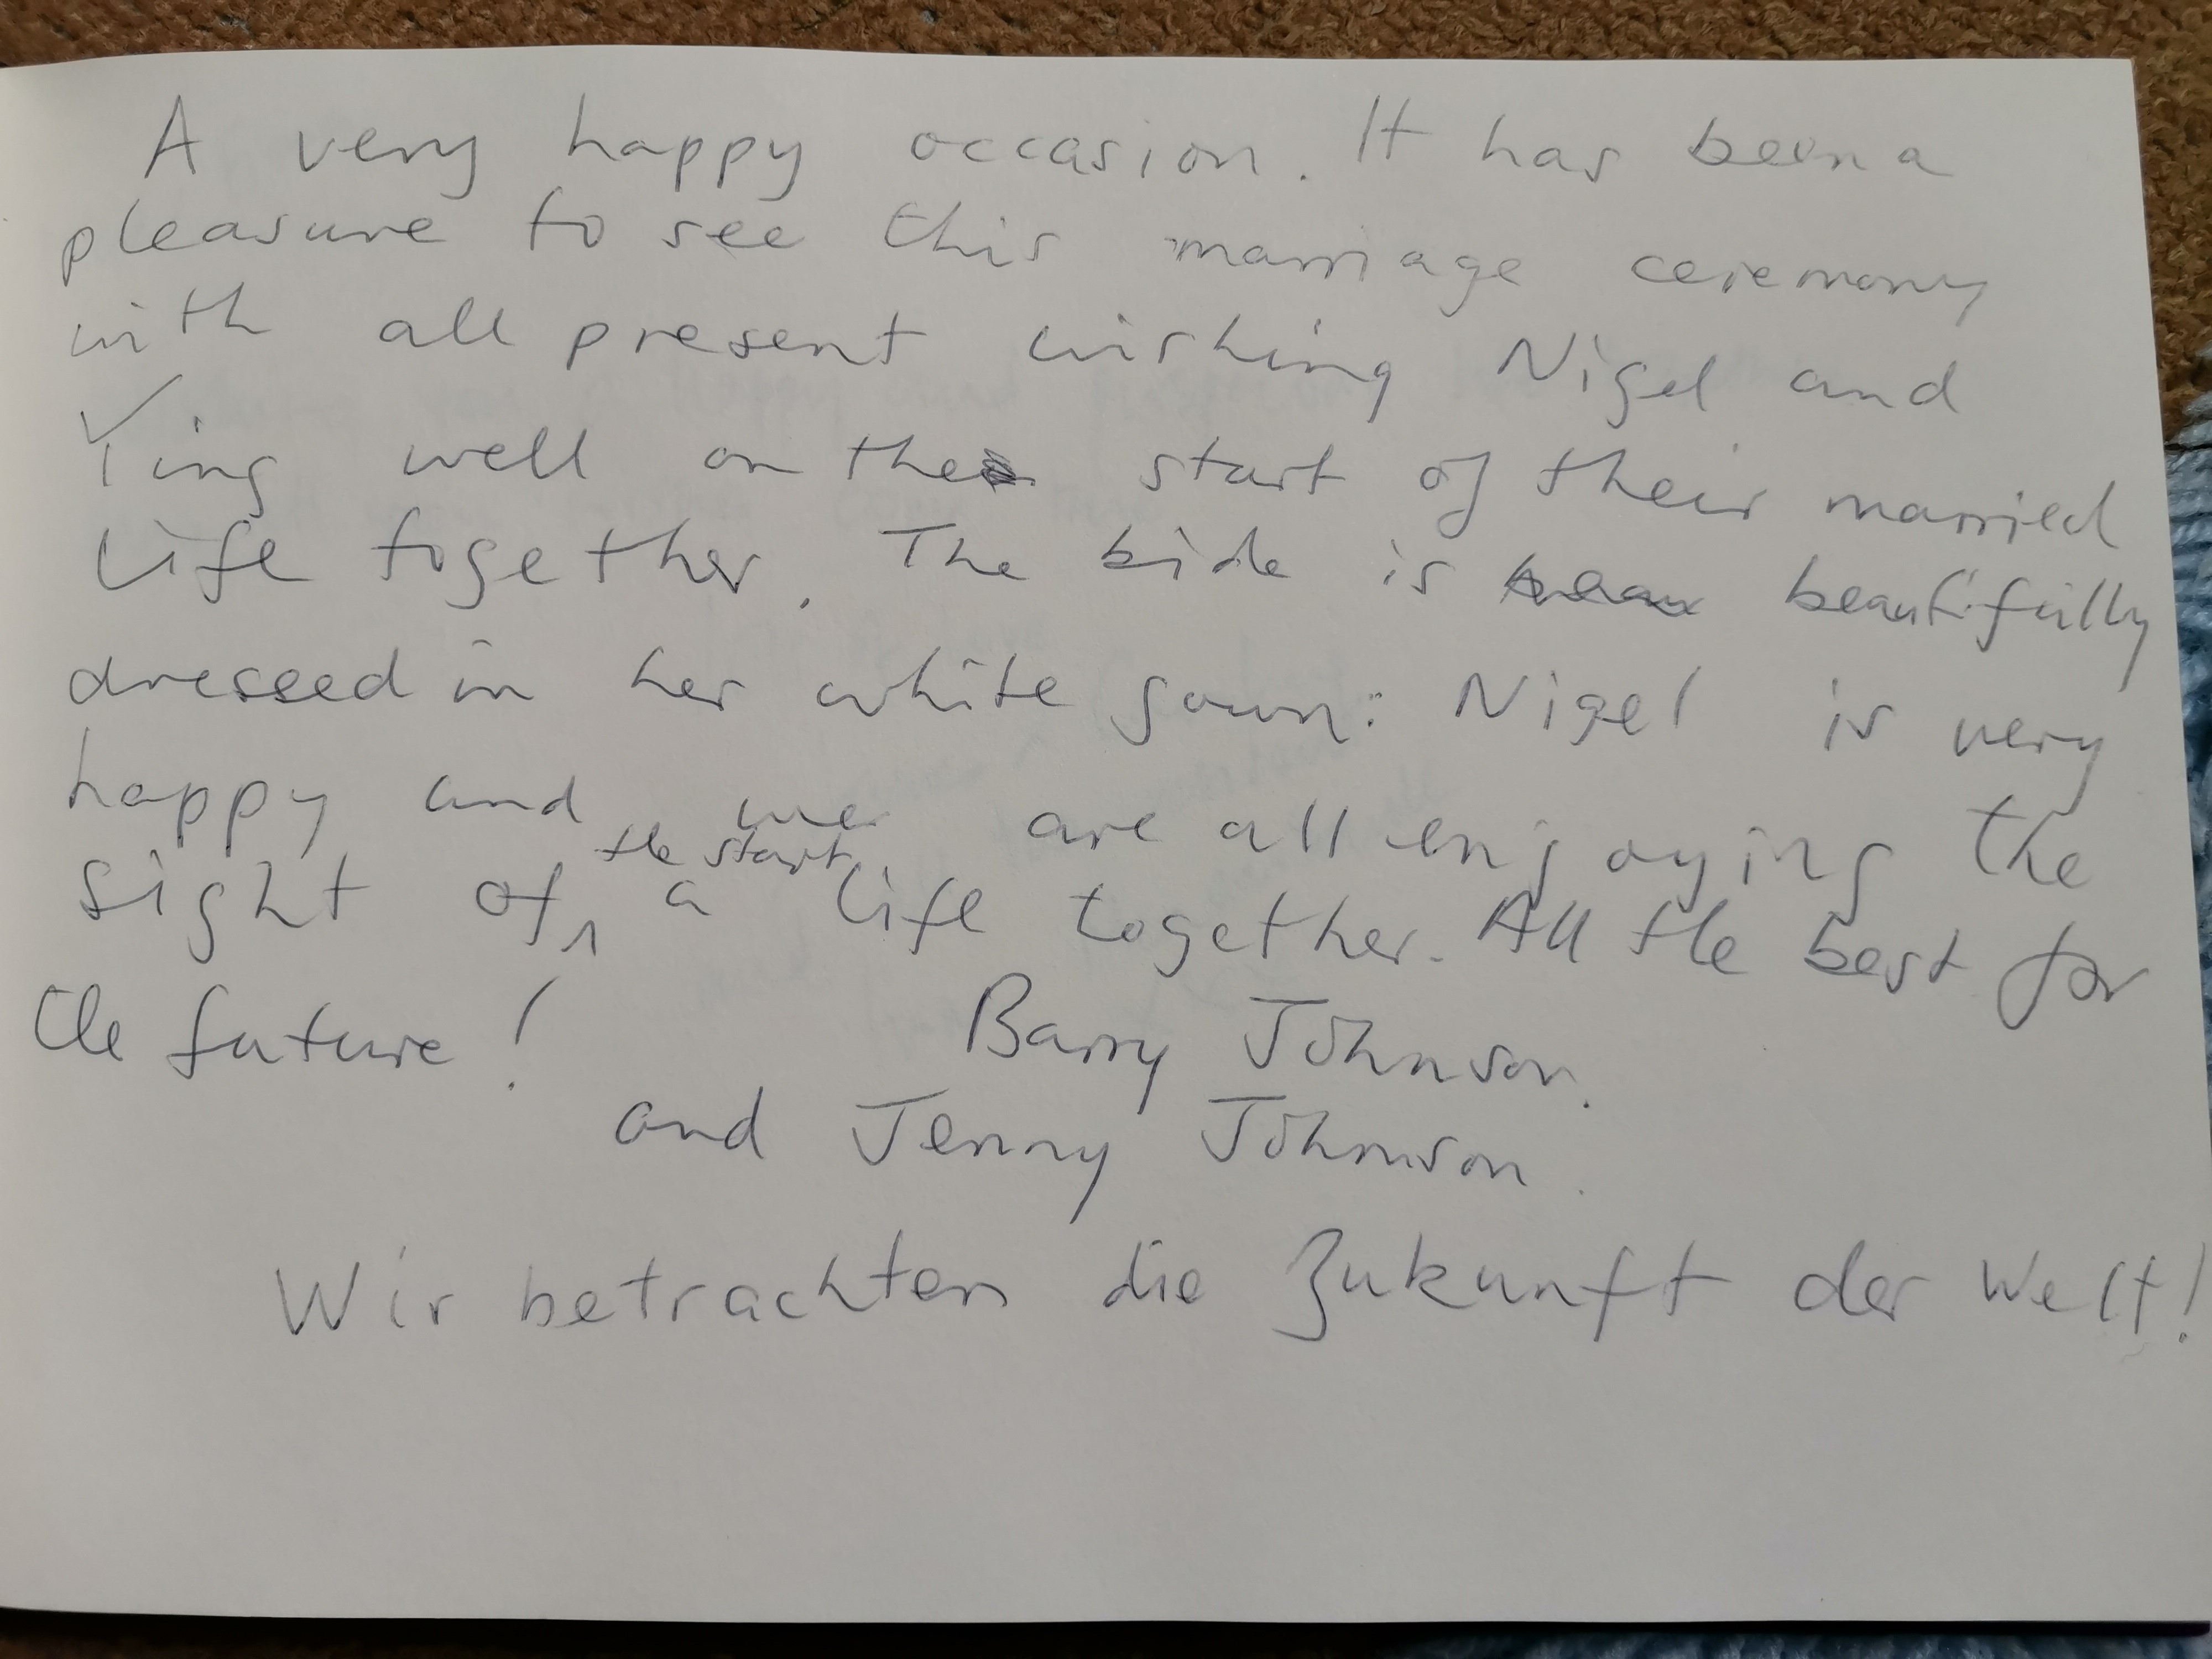 A very happy occasion. It has been a
pleasure to see this marriage ceremony
with all present wishing Nigel and
Ying well on the start of their married
life together. The bide is beautifully
dressed in her white gown: Nigel is very
happy and we are all enjoying the
the start
sight of a life together. All the best for
the future! Barry Johnson.
and Jenny Johnson.
Wir betrachten die Zukunft der Welt!